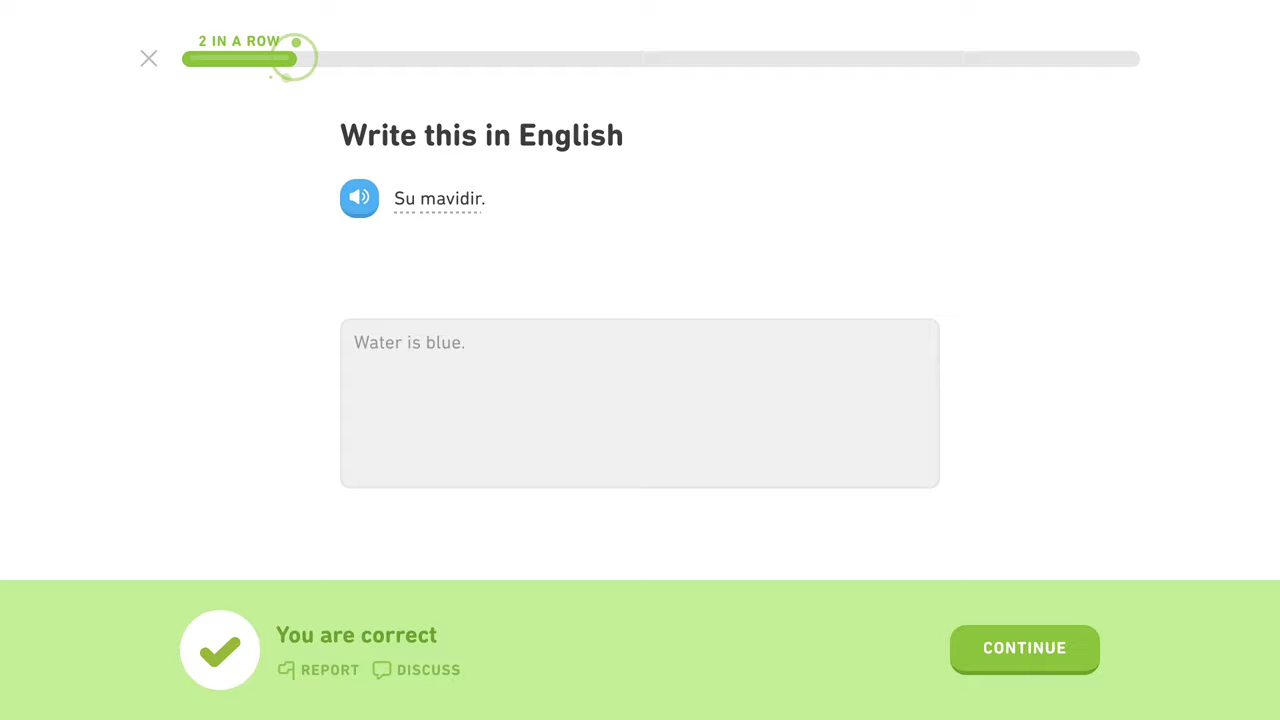 2 IN A ROW
Write this in English
Su mavidir.
Water is blue.
You are correct
REPORT DISCUSS
CONTINUE